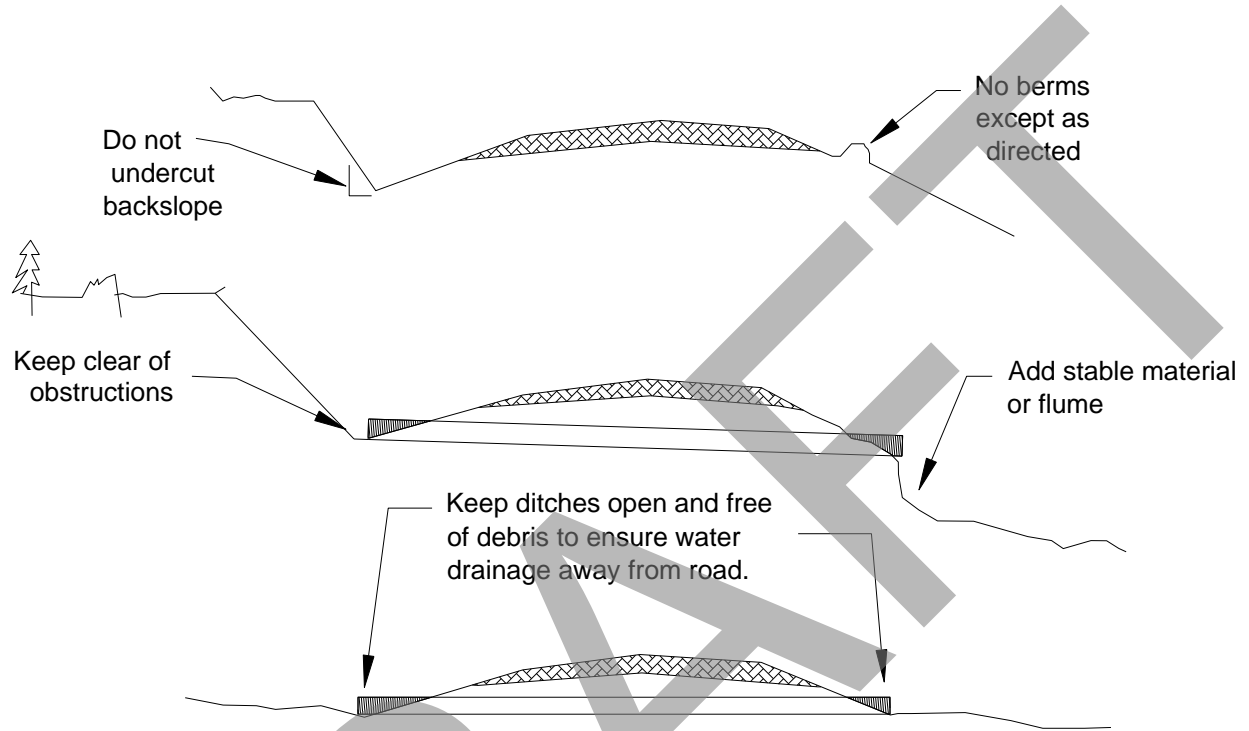 No berms
except as
directed
Do not
undercut
backslope
Keep clear of
obstructions
Add stable material
or flume
Keep ditches open and free
of debris to ensure water
drainage away from road.
RAFT